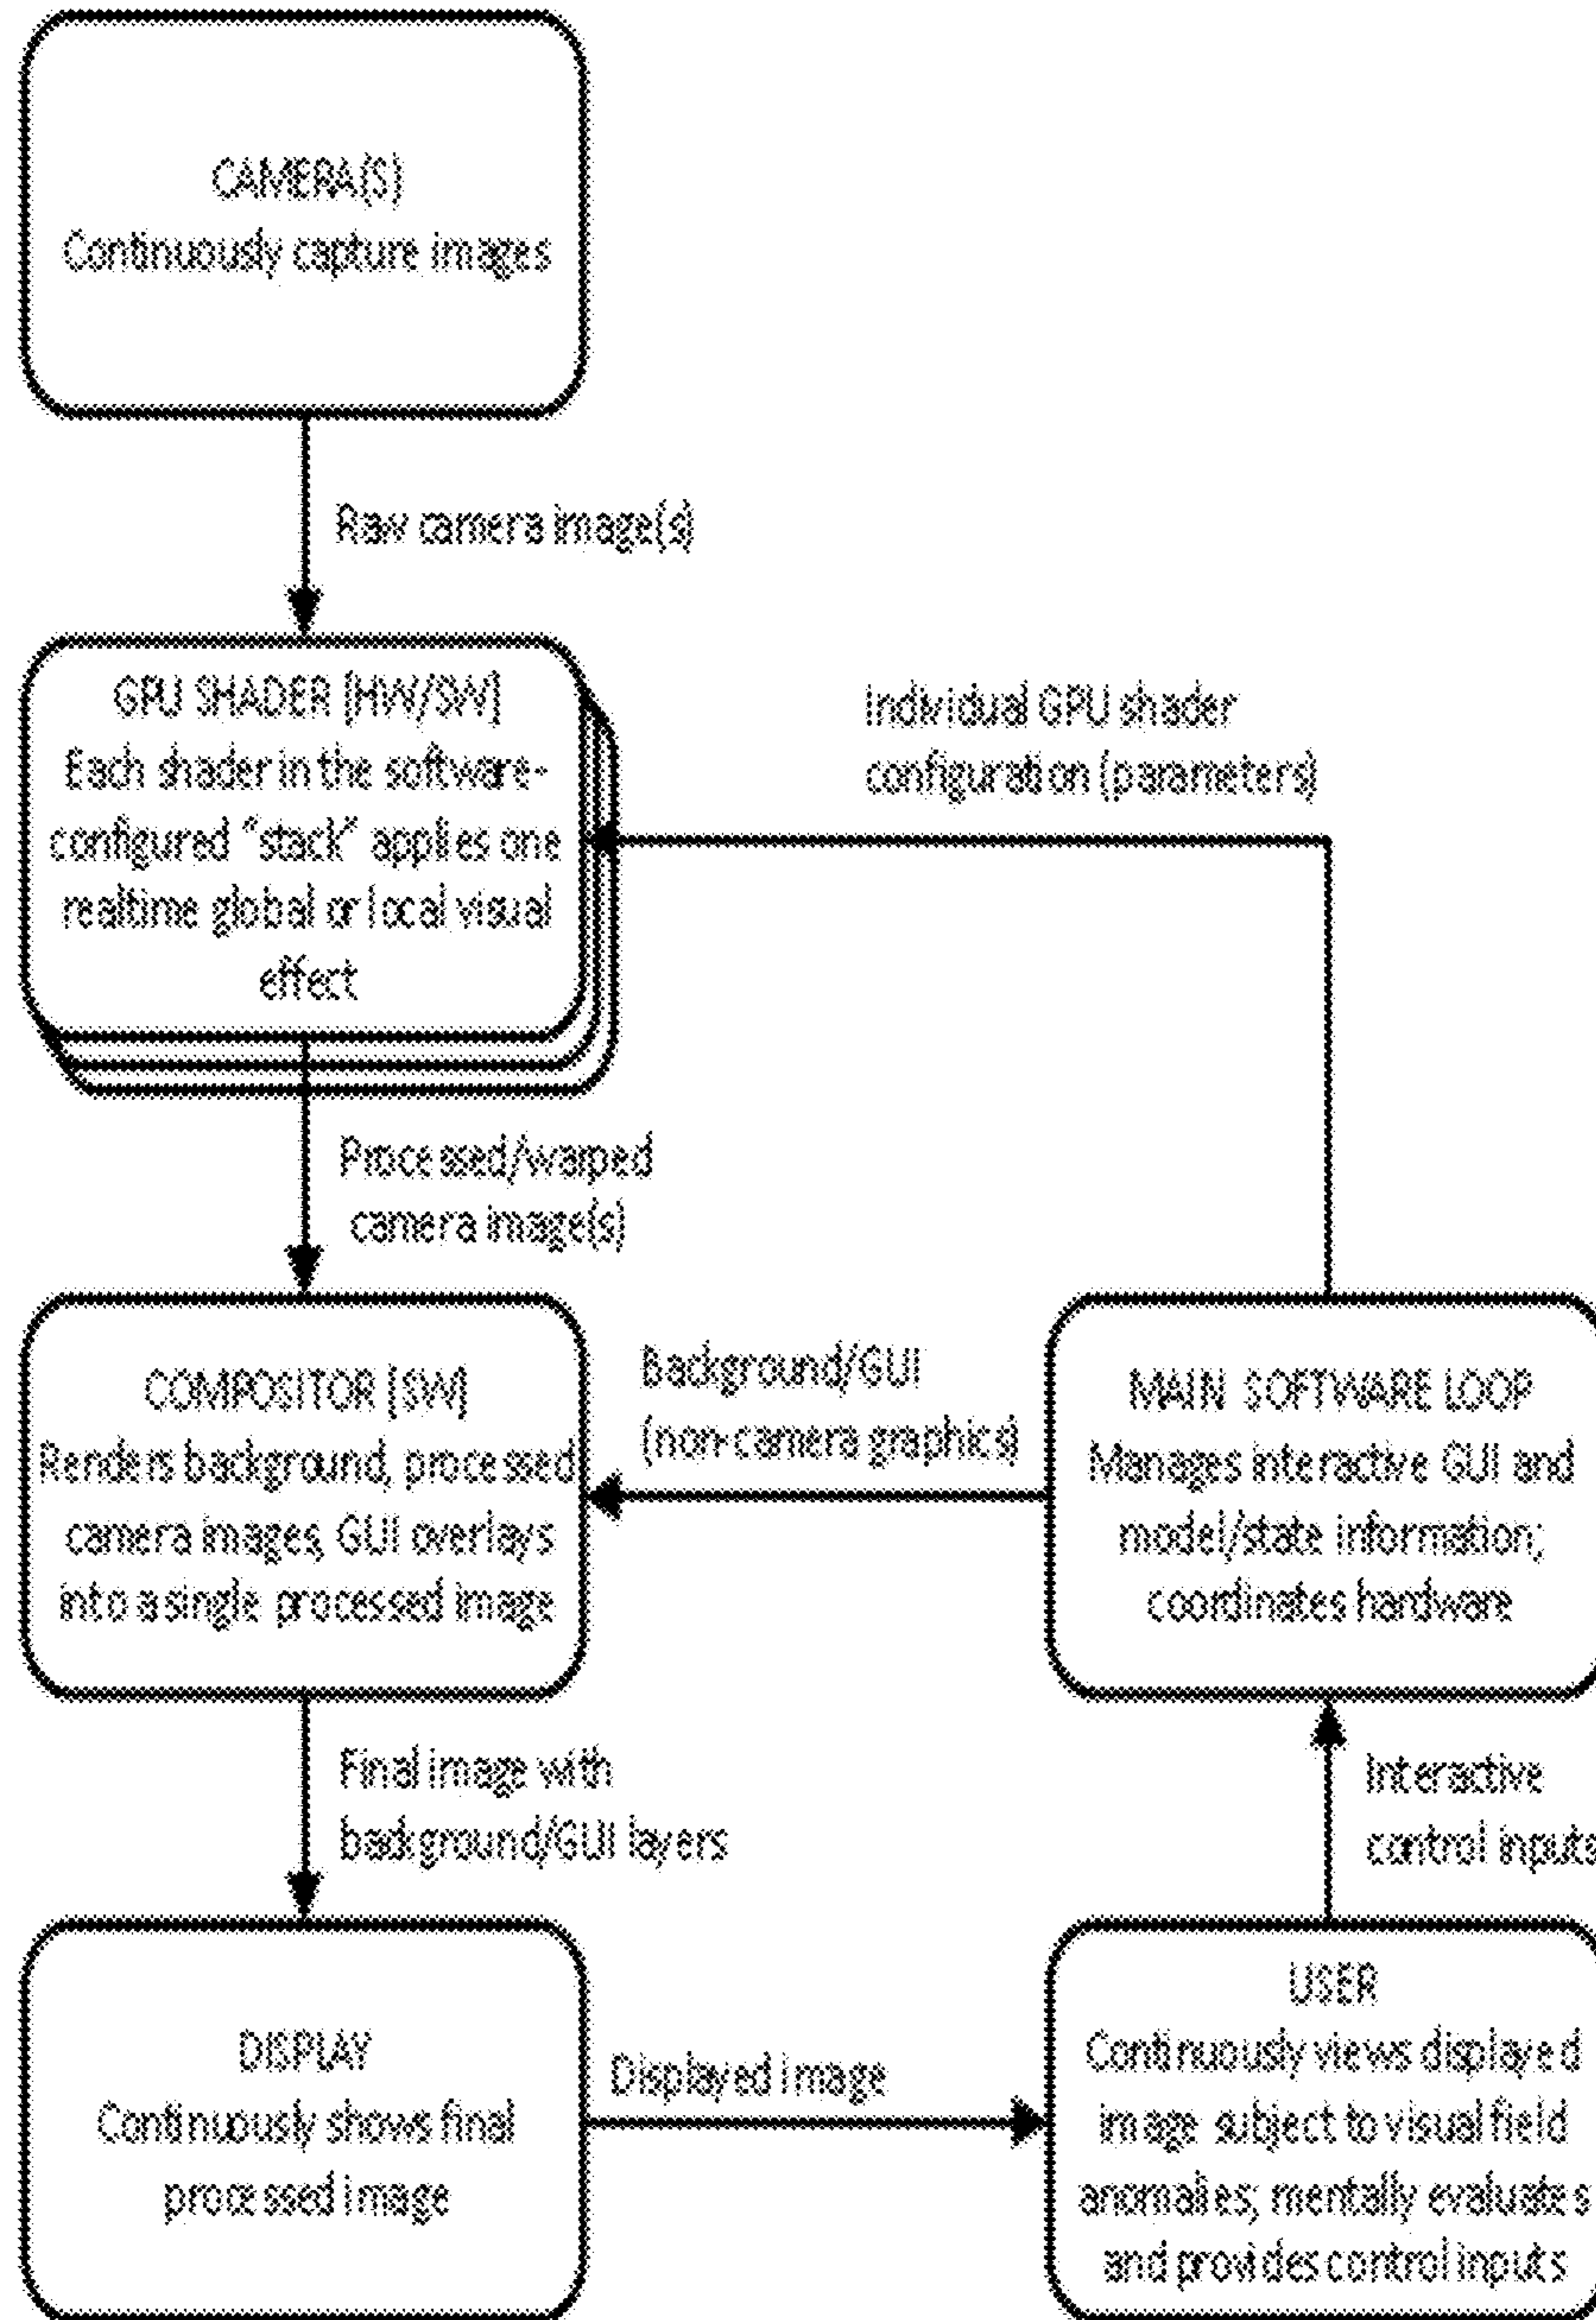 CAMERA(S)
Continuously capture images
Raw camera image(s)
GPU SHADER [HW/SW]
Each shader in the software-
configured "stack" applies one
realtime global or local visual
effect
Individual GPU shader
configuration (parameters)
Processed/warped
camera image(s)
COMPOSITOR [SW]
Renders background, processed
camera images, GUI overlays
into a single processed image
Background/GUI
(non-camera graphics)
MAIN SOFTWARE LOOP
Manages interactive GUI and
model/state information;
coordinates hardware
Final image with
background/GUI layers
Interactive
control inputs
DISPLAY
Continuously shows final
processed image
Displayed image
USER
Continuously views displayed
image subject to visual field
anomalies; mentally evaluates
and provides control inputs